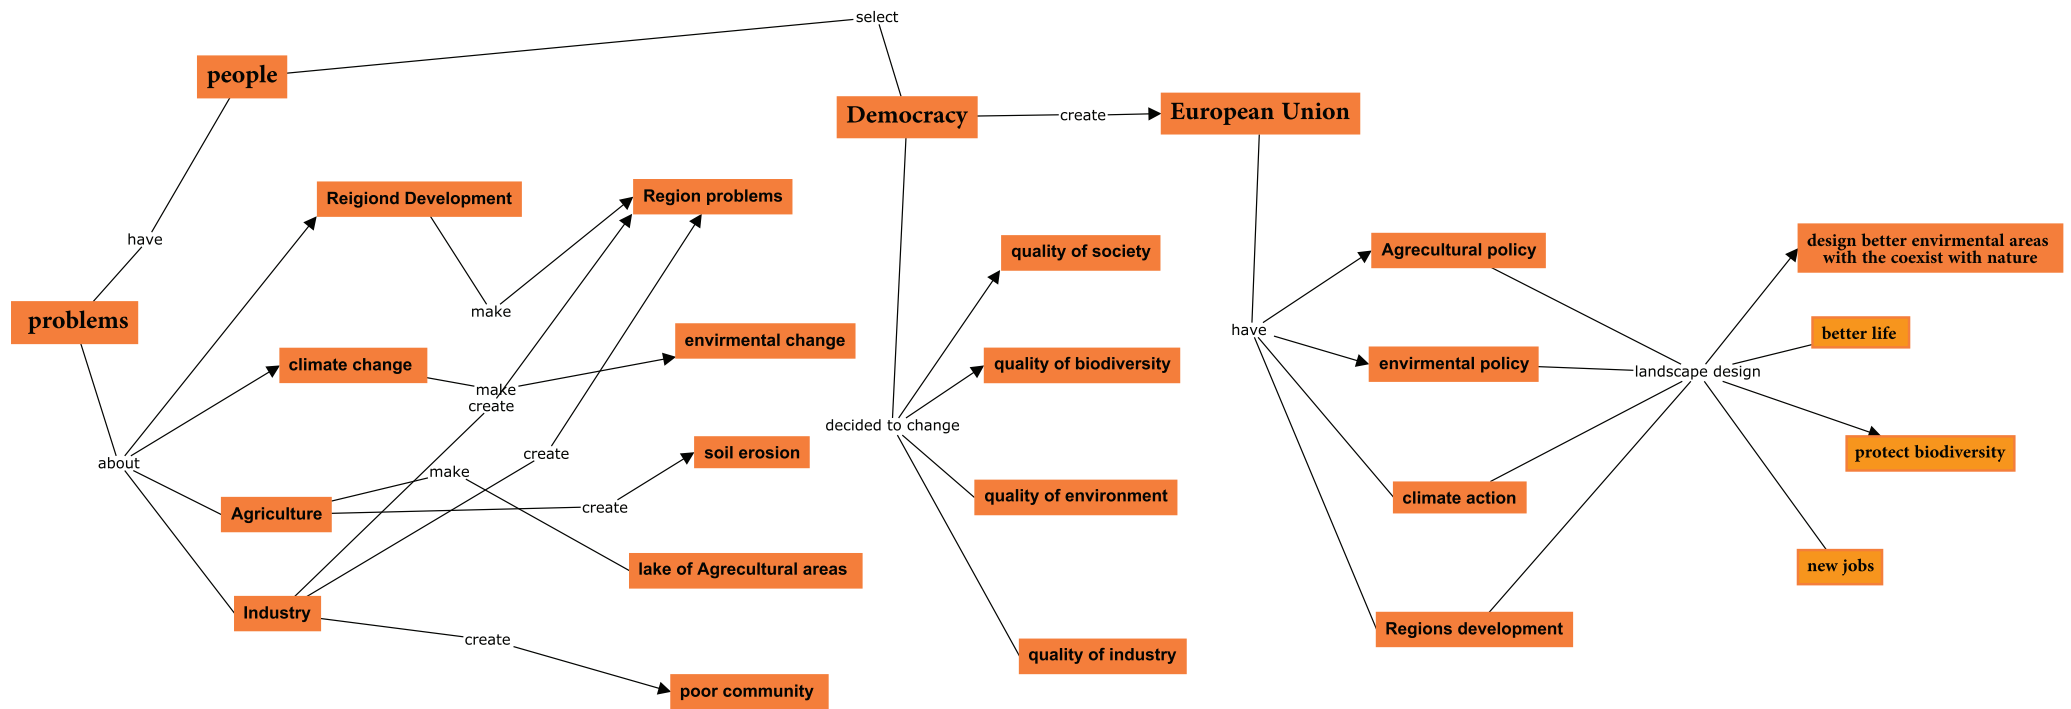 select
people
Democracy
create
European Union
have
problems
about
Reigiond Development
make
Region problems
climate change
make
envirmental change
create
create
Agriculture
make
create
soil erosion
lake of Agrecultural areas
Industry
create
poor community
decided to change
quality of society
quality of biodiversity
quality of environment
quality of industry
have
Agrecultural policy
envirmental policy
climate action
Regions development
landscape design
design better envirmental areas
with the coexist with nature
better life
protect biodiversity
new jobs